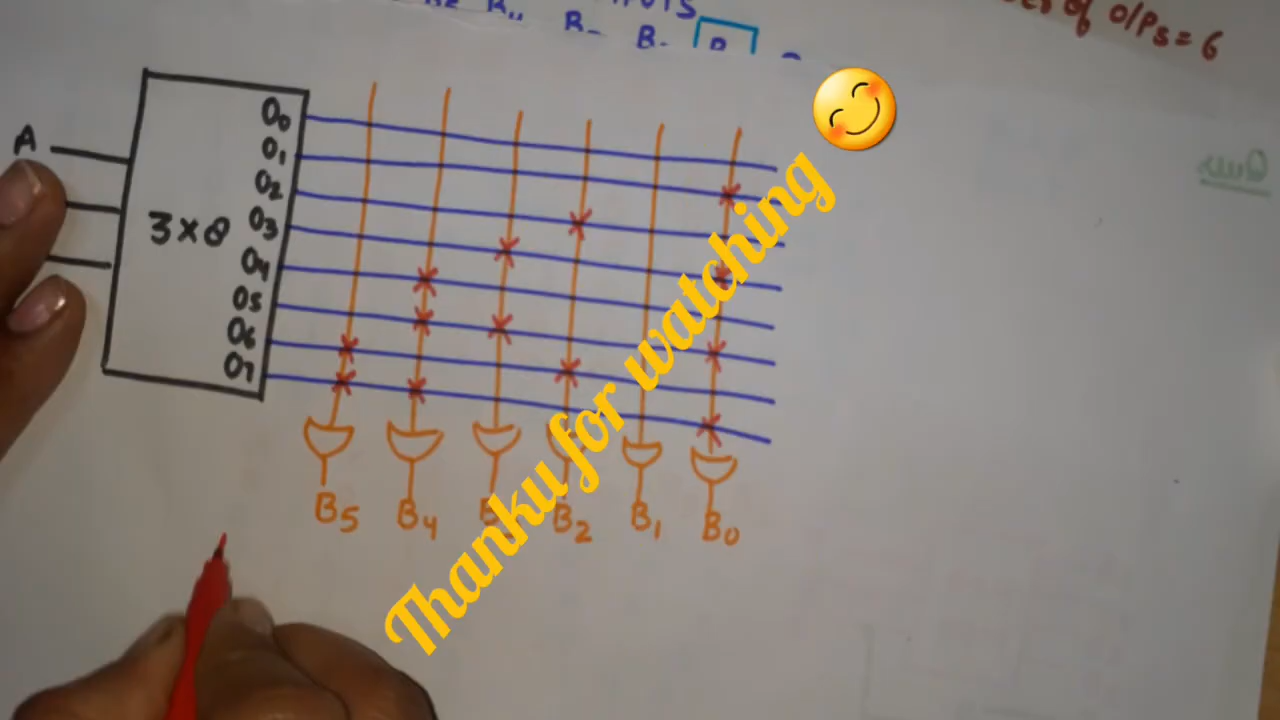 of O/Ps = 6
A
3×8
O0
O1
O2
O3
O4
O5
O6
O7
B5 B4 B2 B1 B0
Thanku for watching